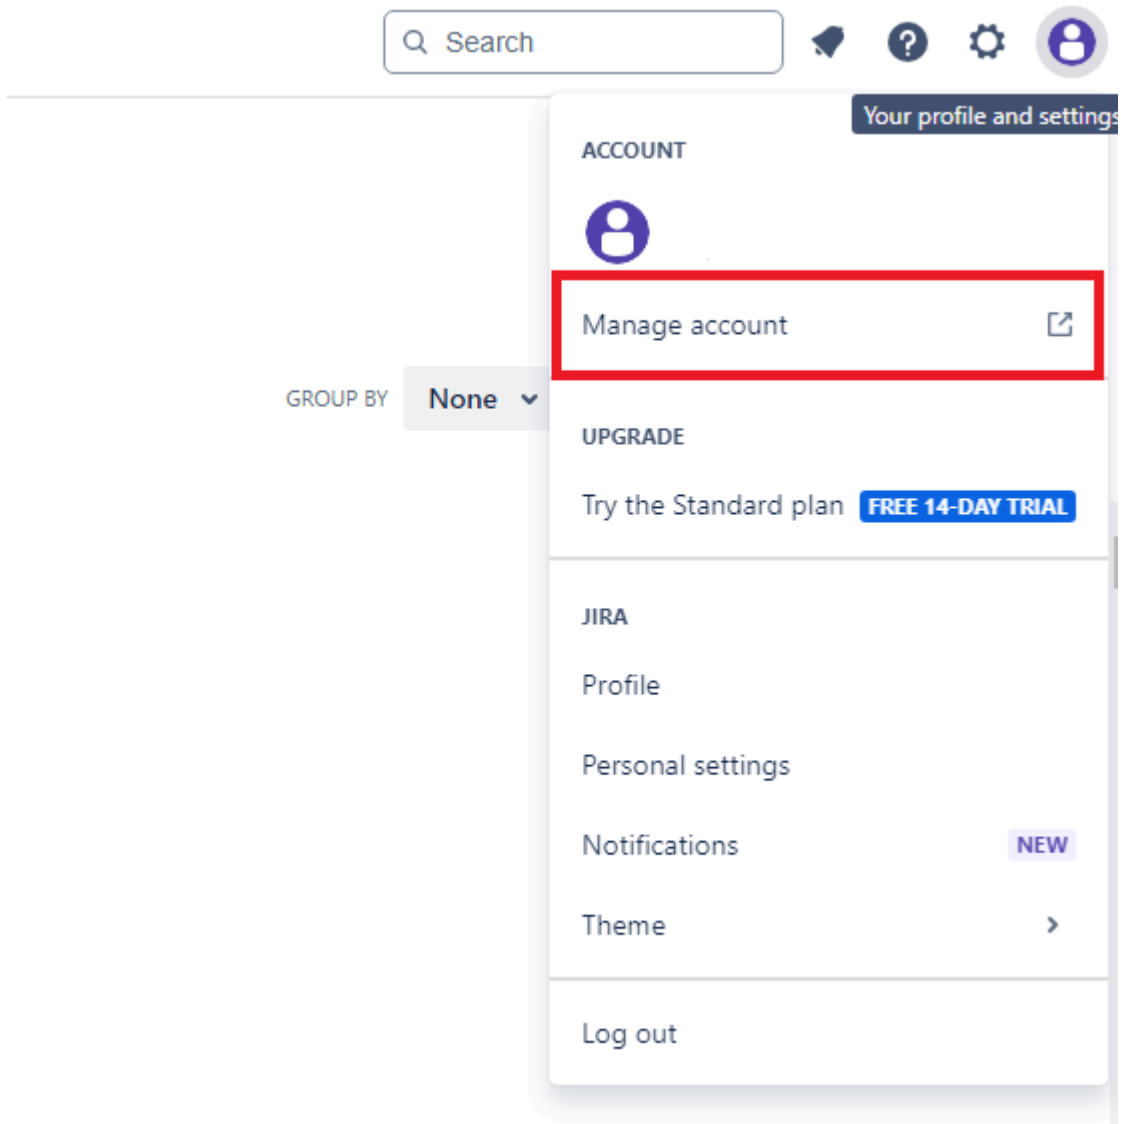 Search
Your profile and settings
ACCOUNT
Manage account
GROUP BY None
UPGRADE
Try the Standard plan FREE 14-DAY TRIAL
JIRA
Profile
Personal settings
Notifications NEW
Theme
Log out